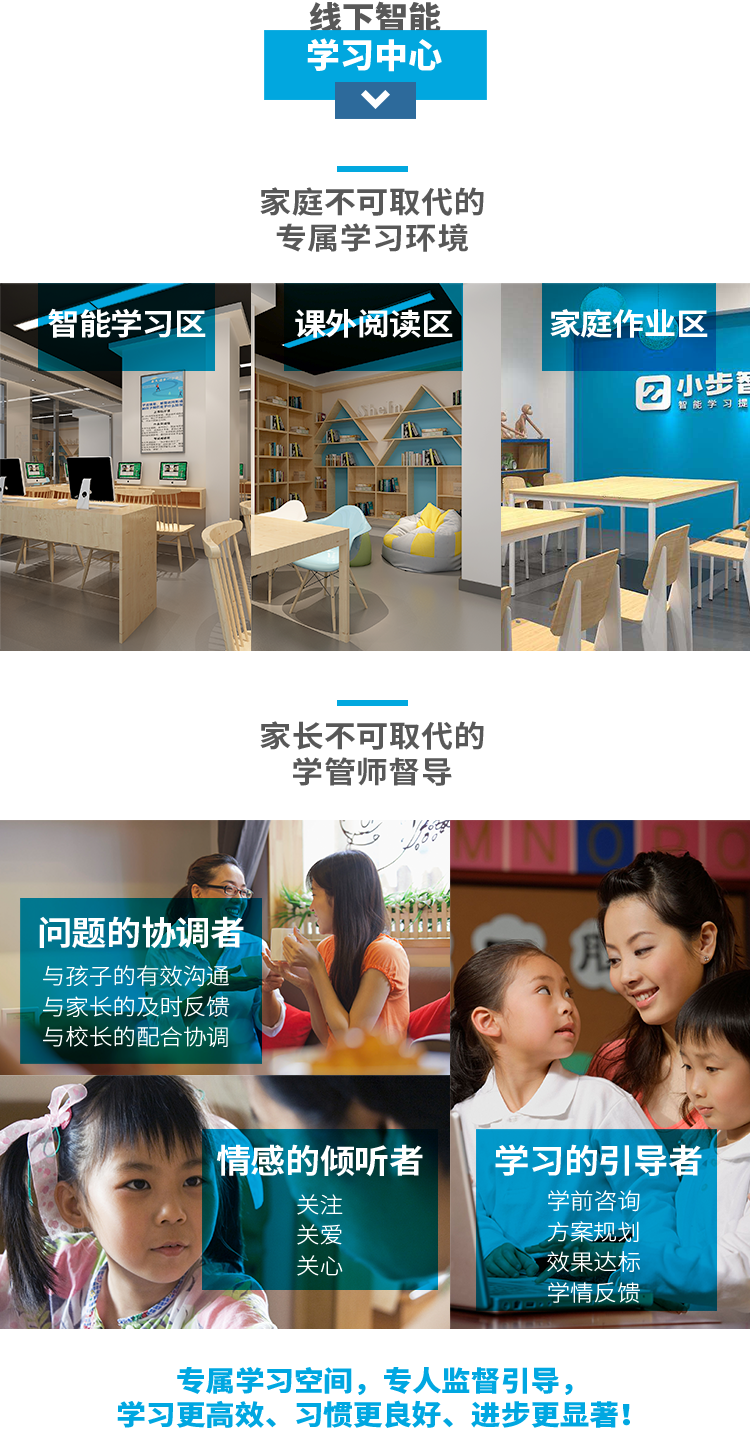 线下智能
学习中心
家庭不可取代的
专属学习环境
智能学习区
课外阅读区
家庭作业区
小步智
智能学习提
家长不可取代的
学管师督导
问题的协调者
与孩子的有效沟通
与家长的及时反馈
与校长的配合协调
MNOPQ
情感的倾听者
关注
关爱
关心
学习的引导者
学前咨询
方案规划
效果达标
学情反馈
专属学习空间，专人监督引导，
学习更高效、习惯更良好、进步更显著！